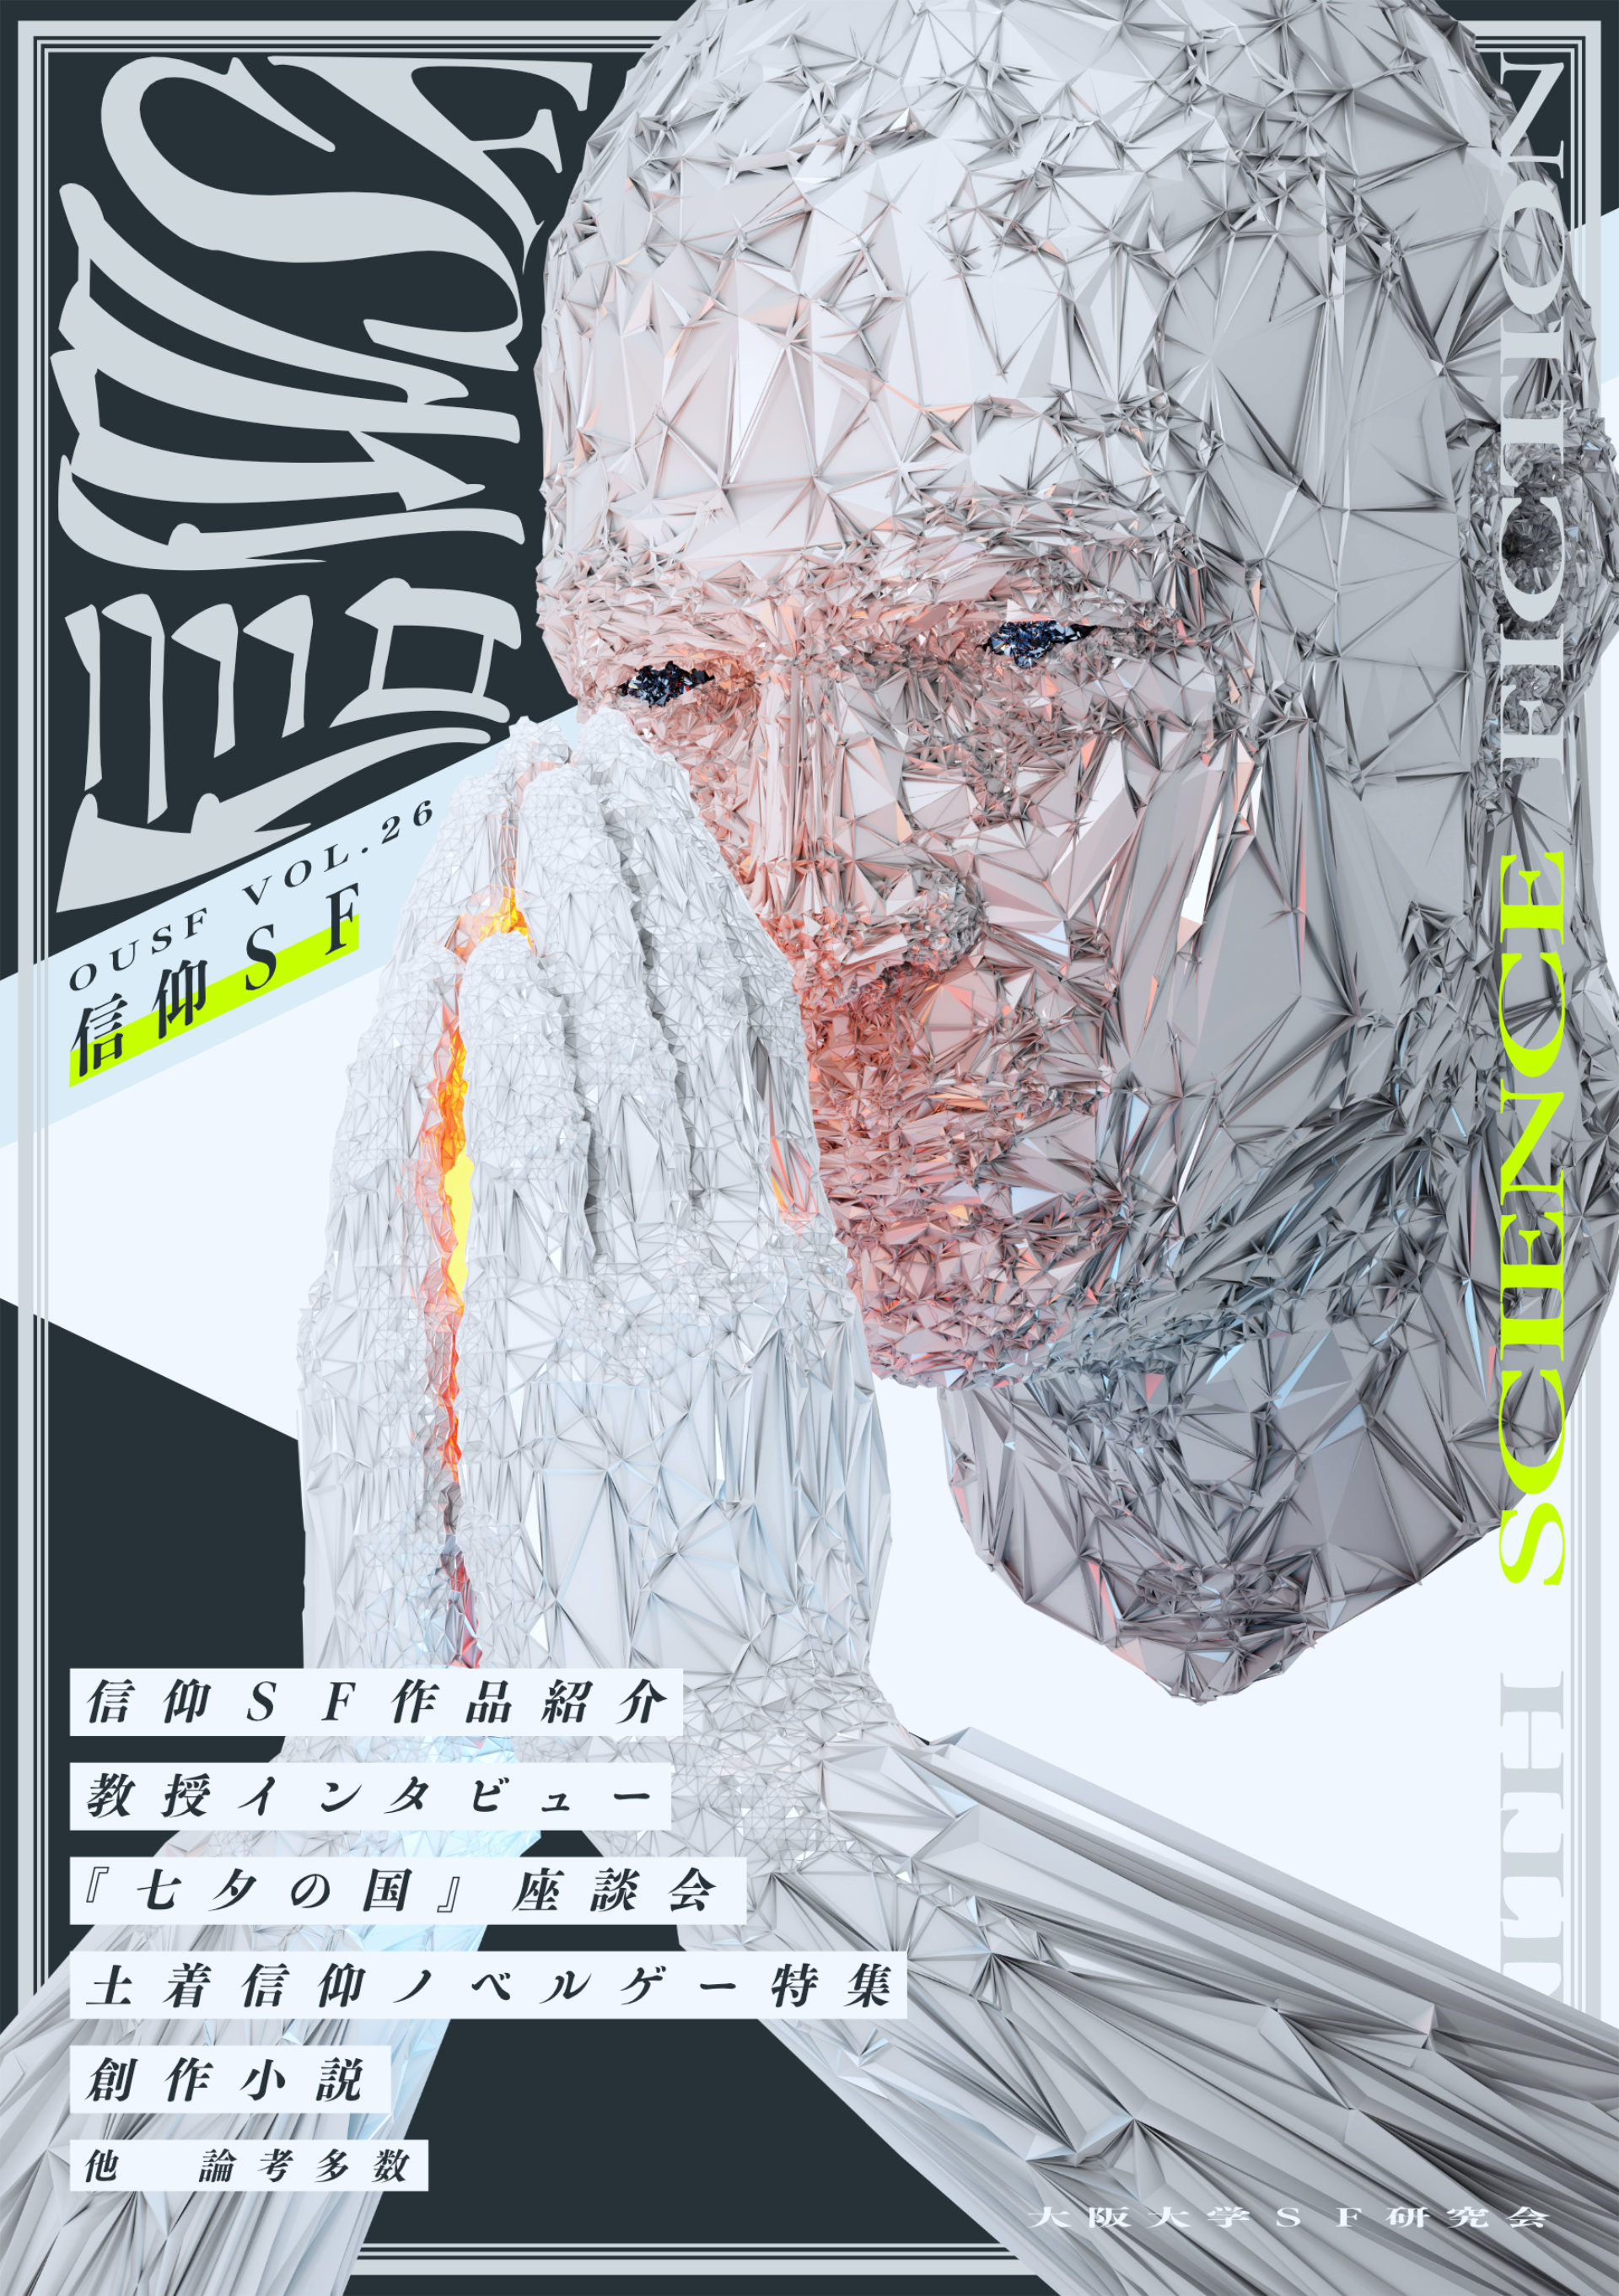 信仰SF
OUSF VOL.26
信仰SF
SCIENCE FICTION
信仰SF作品紹介
教授インタビュー
『七夕の国』座談会
土着信仰ノベルゲー特集
創作小説
他　論考多数
大阪大学SF研究会